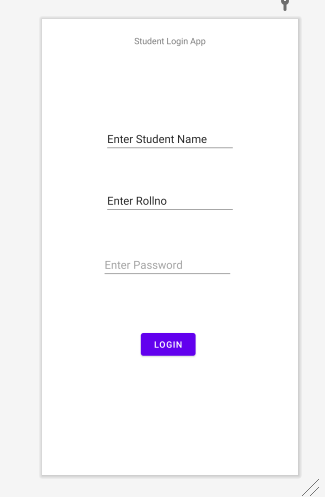 Student Login App
Enter Student Name
Enter Rollno
Enter Password
LOGIN